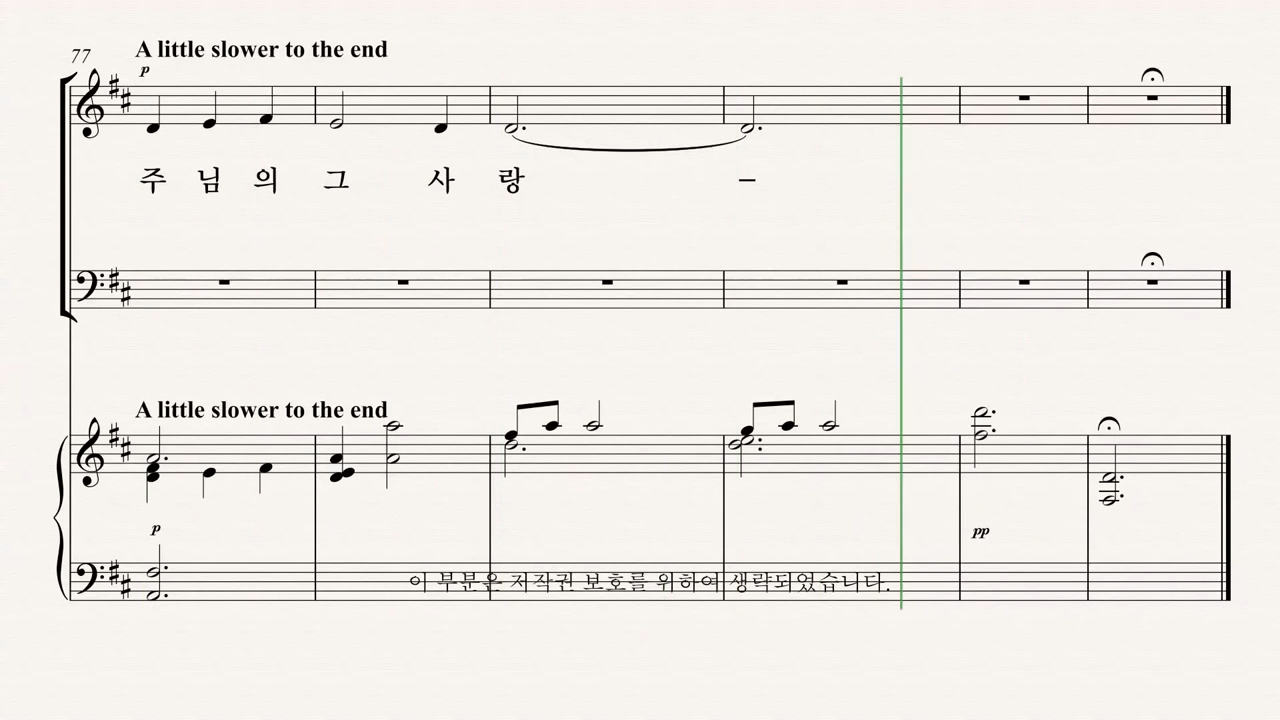 77
A little slower to the end
p
주 님 의 그 사 랑 –
A little slower to the end
p
pp
이 부분은 저작권 보호를 위하여 생략되었습니다.